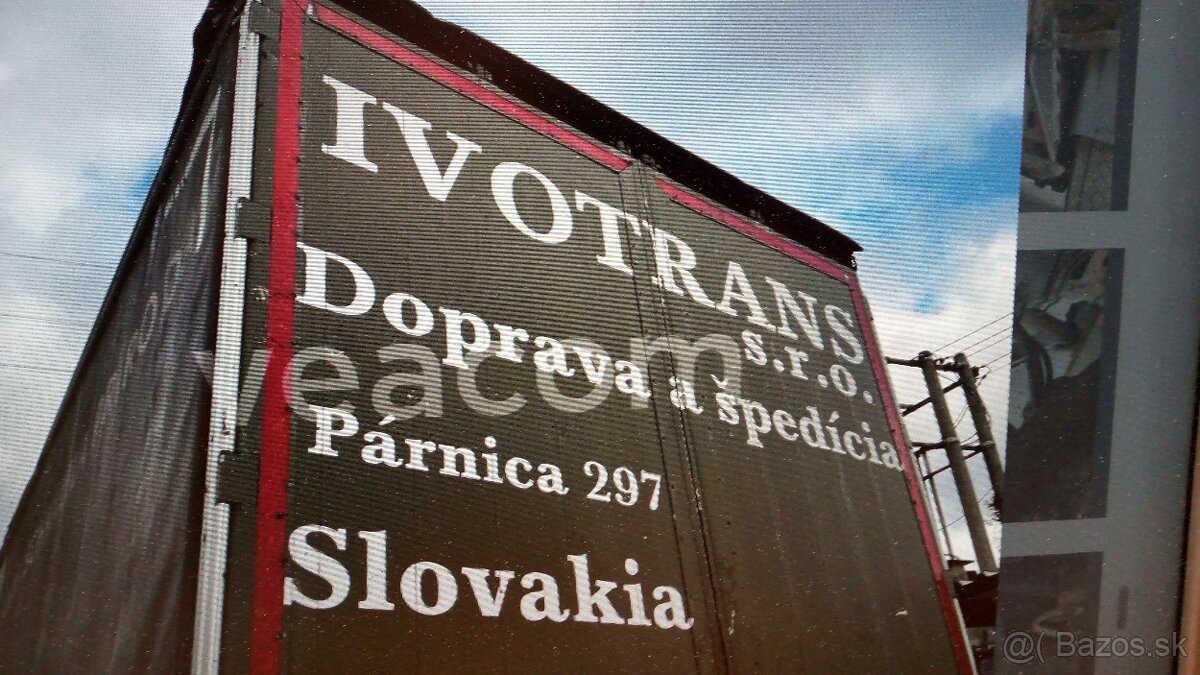 IVOTRANS
s.r.o.
Doprava a špedícia
veacom
Párnica 297
Slovakia
@( Bazos.sk